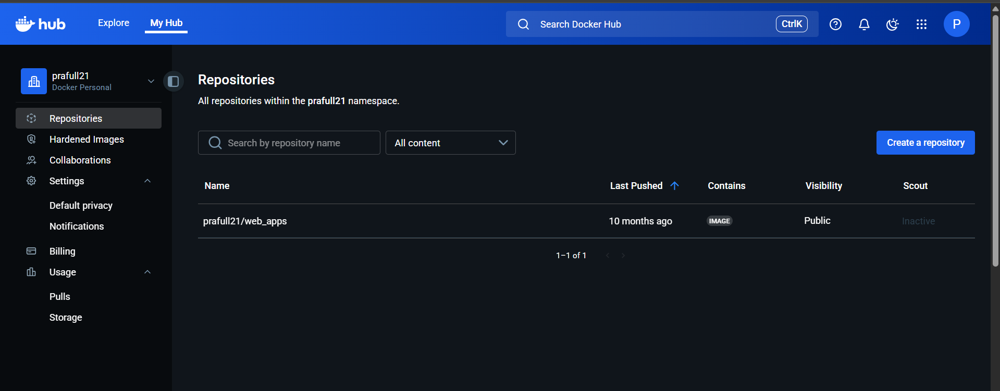 hub
Explore
My Hub
Search Docker Hub
CtrlK
P
prafull21
Docker Personal
Repositories
Hardened Images
Collaborations
Settings
Default privacy
Notifications
Billing
Usage
Pulls
Storage
Repositories
All repositories within the prafull21 namespace.
Search by repository name
All content
Create a repository
Name Last Pushed Contains Visibility Scout
prafull21/web_apps 10 months ago IMAGE Public Inactive
1–1 of 1